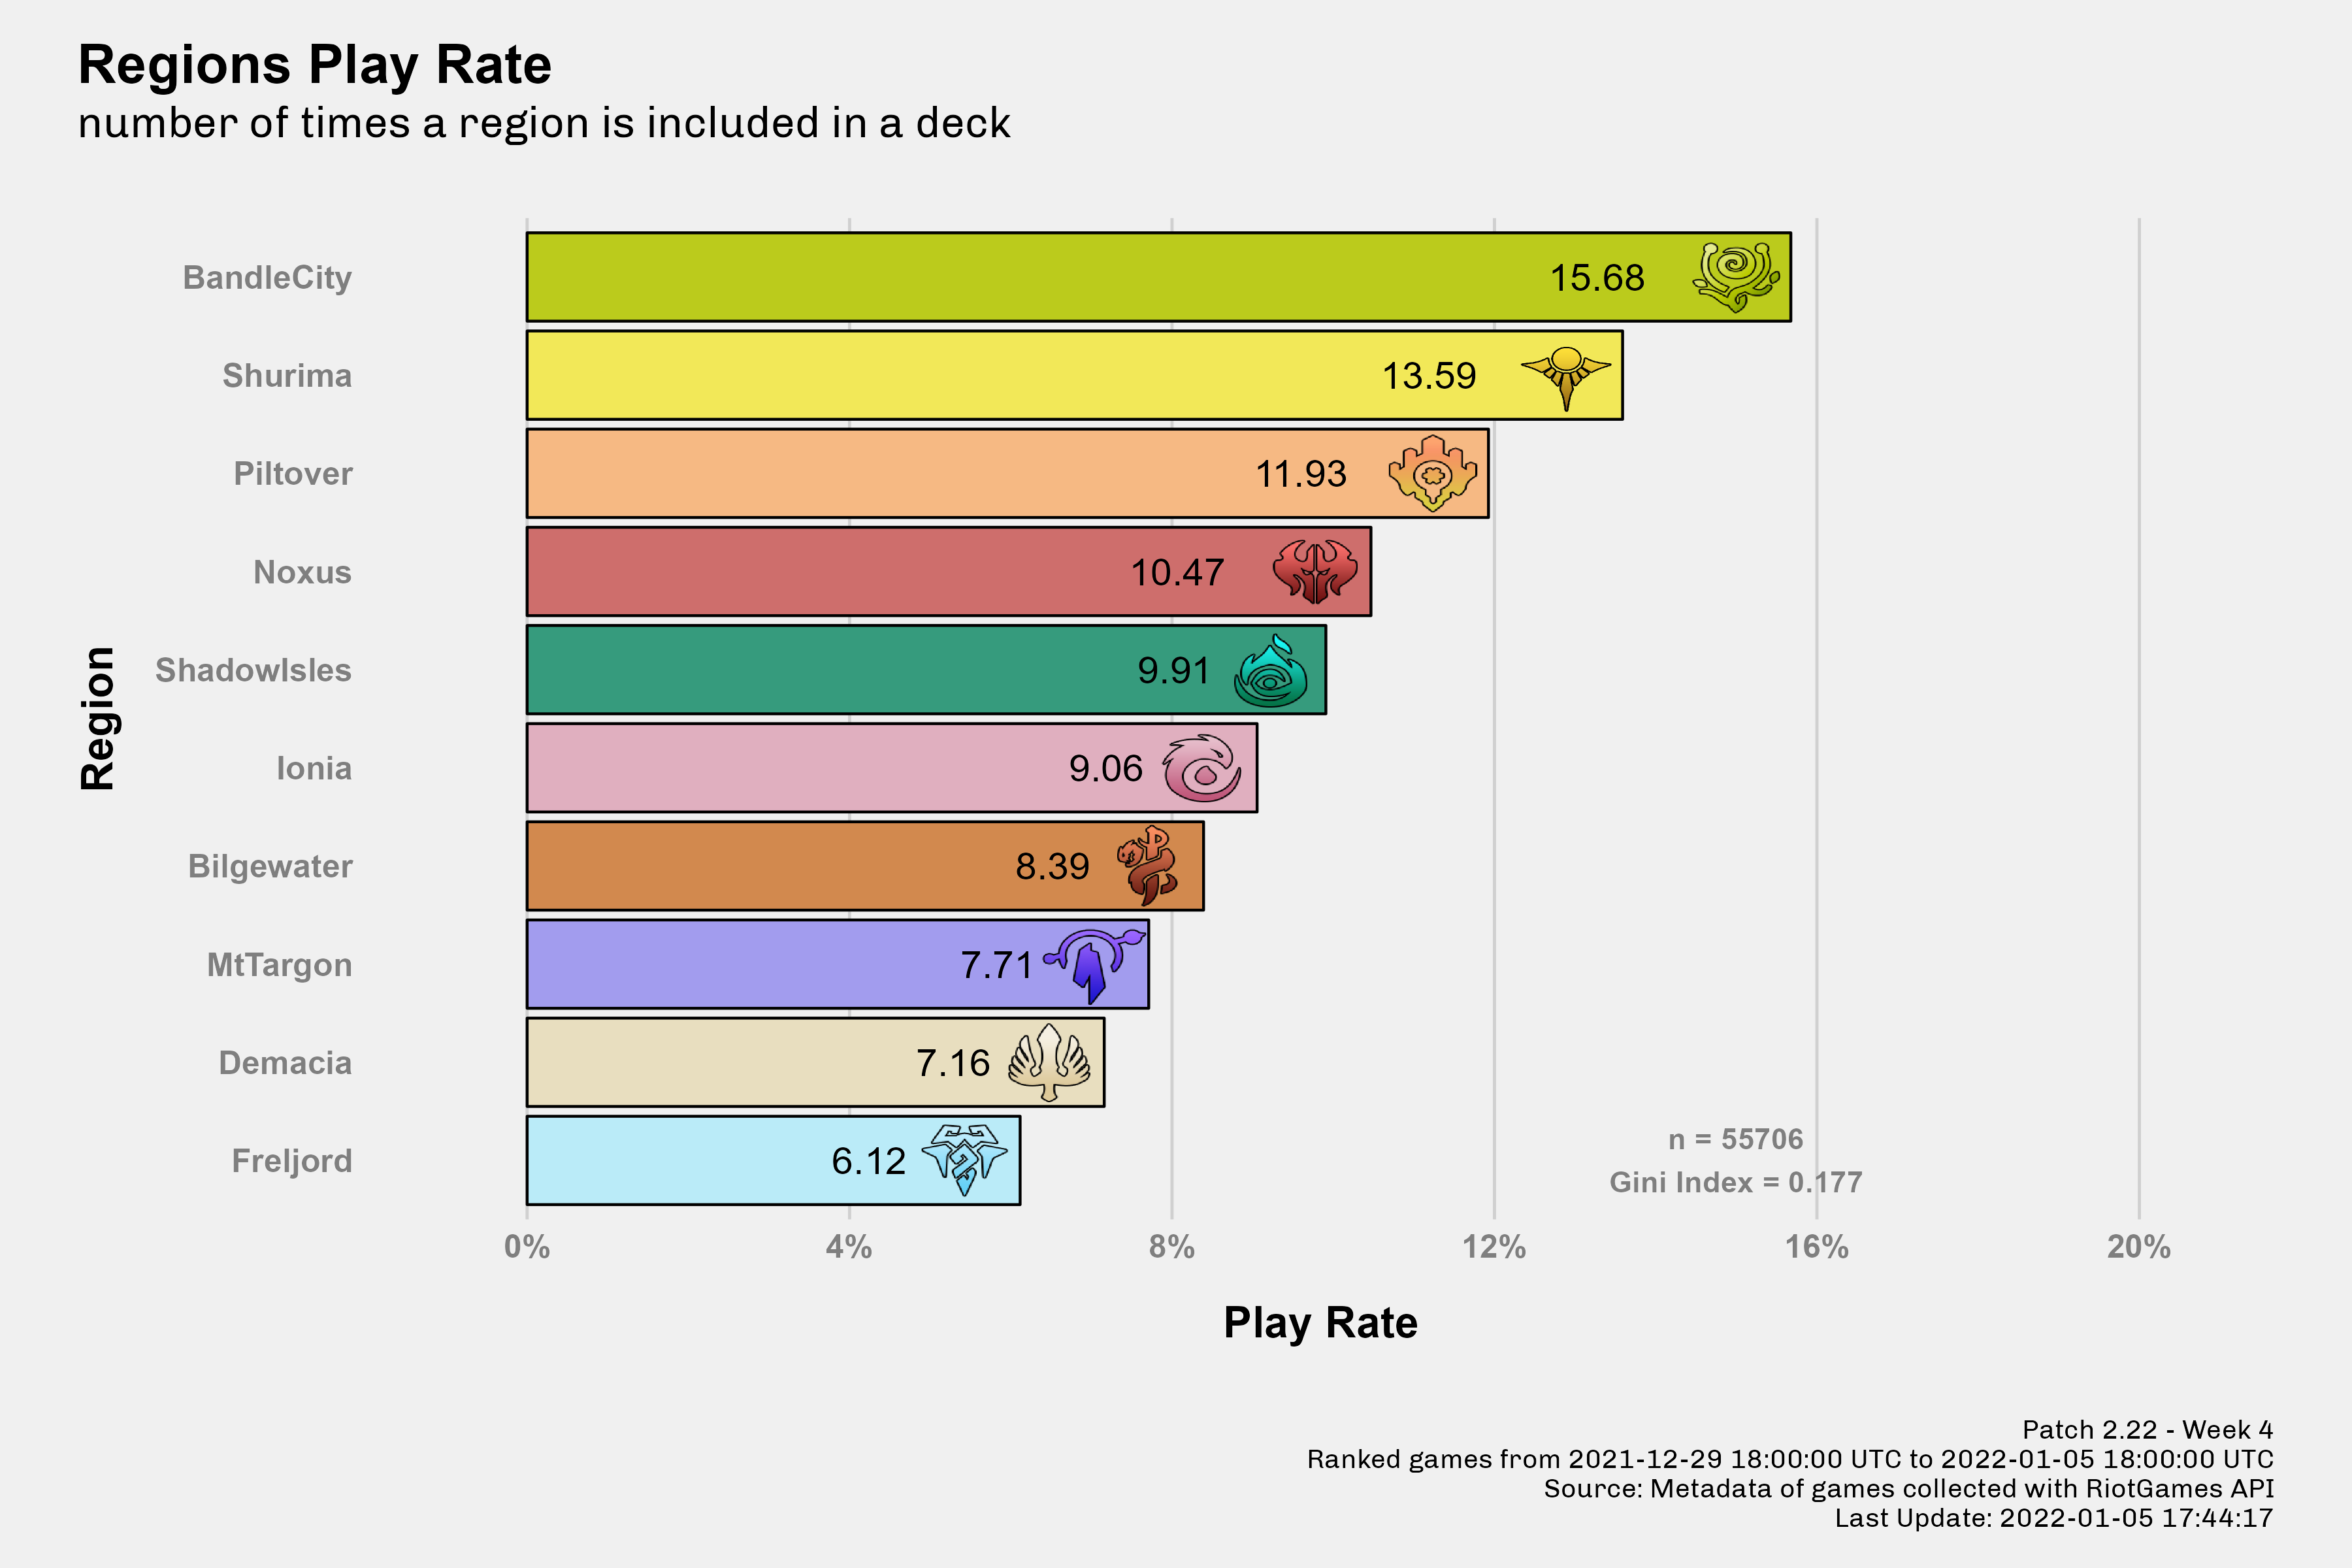 Regions Play Rate
number of times a region is included in a deck
BandleCity 15.68
Shurima 13.59
Piltover 11.93
Noxus 10.47
ShadowIsles 9.91
Ionia 9.06
Bilgewater 8.39
MtTargon 7.71
Demacia 7.16
Freljord 6.12
Region
n = 55706
Gini Index = 0.177
0% 4% 8% 12% 16% 20%
Play Rate
Patch 2.22 - Week 4
Ranked games from 2021-12-29 18:00:00 UTC to 2022-01-05 18:00:00 UTC
Source: Metadata of games collected with RiotGames API
Last Update: 2022-01-05 17:44:17